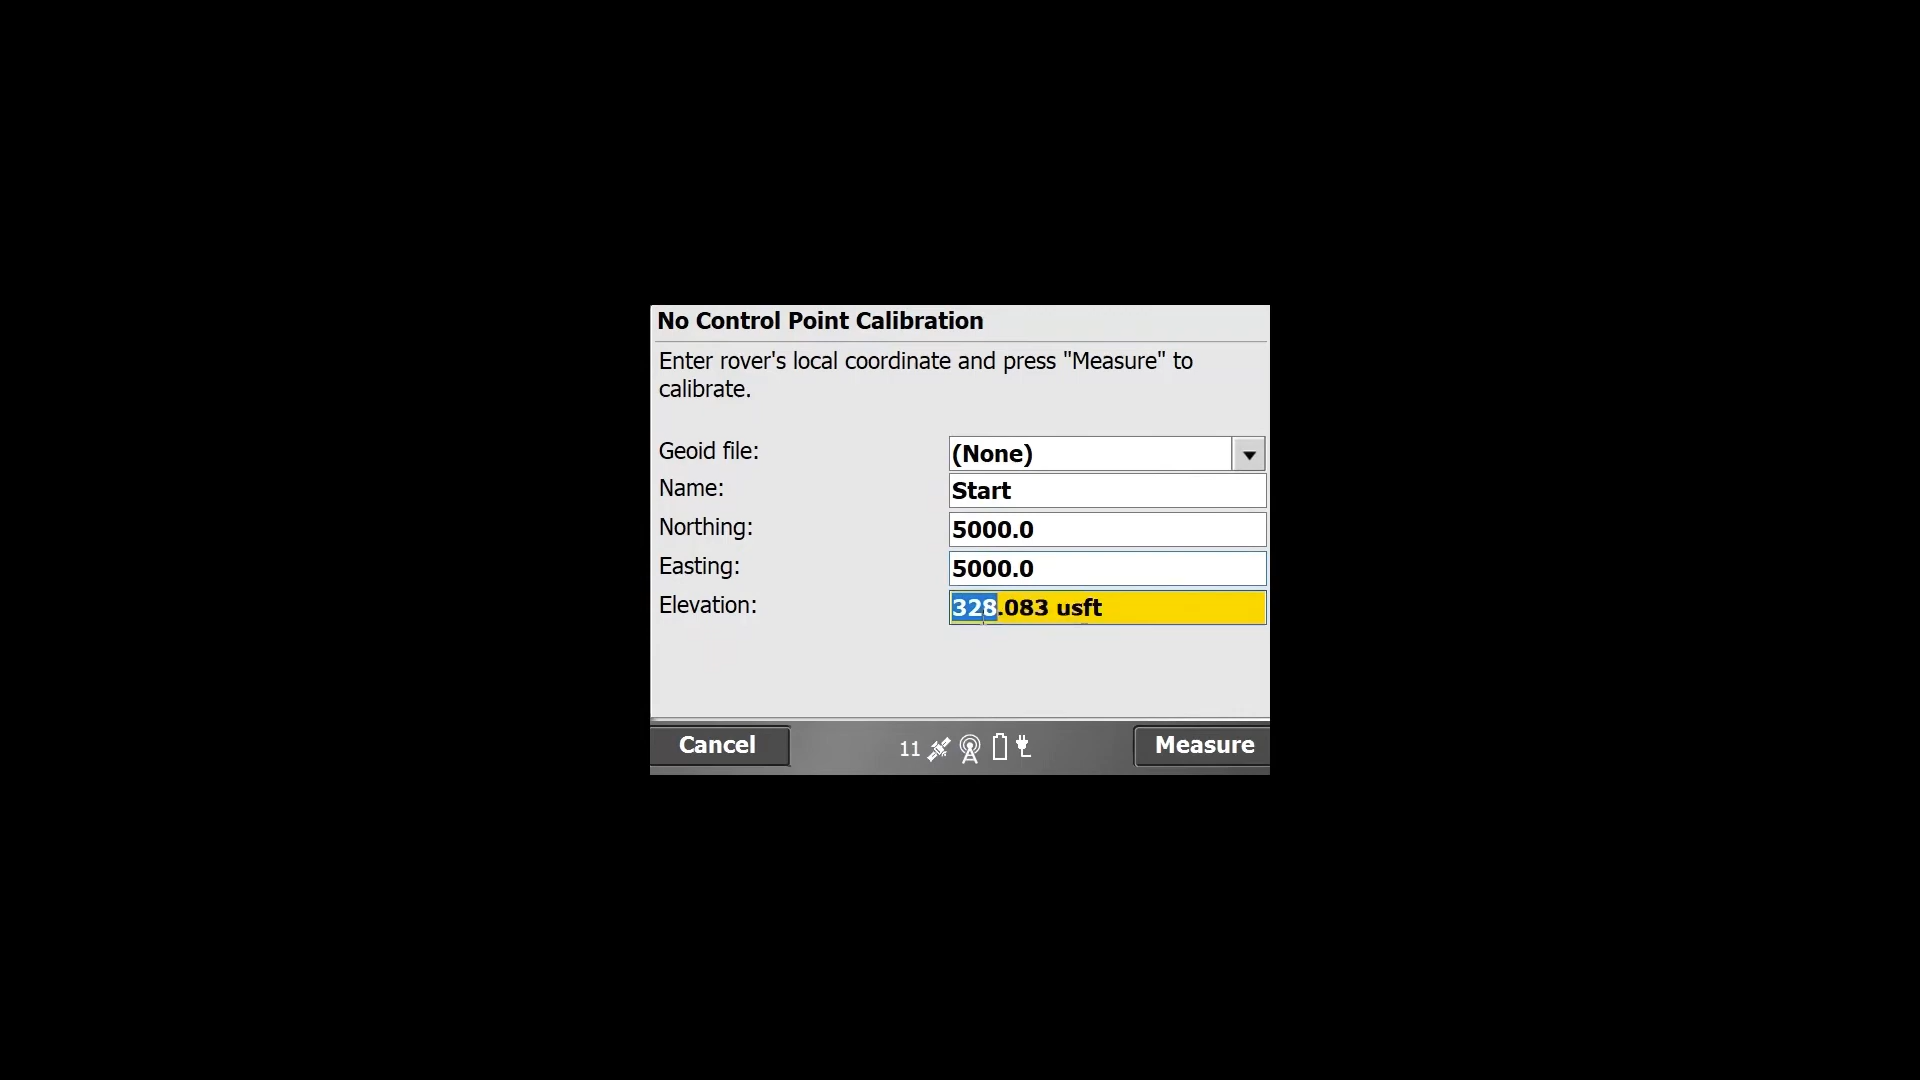 No Control Point Calibration
Enter rover's local coordinate and press "Measure" to
calibrate.
Geoid file: (None)
Name: Start
Northing: 5000.0
Easting: 5000.0
Elevation: 328.083 usft
Cancel 11 Measure